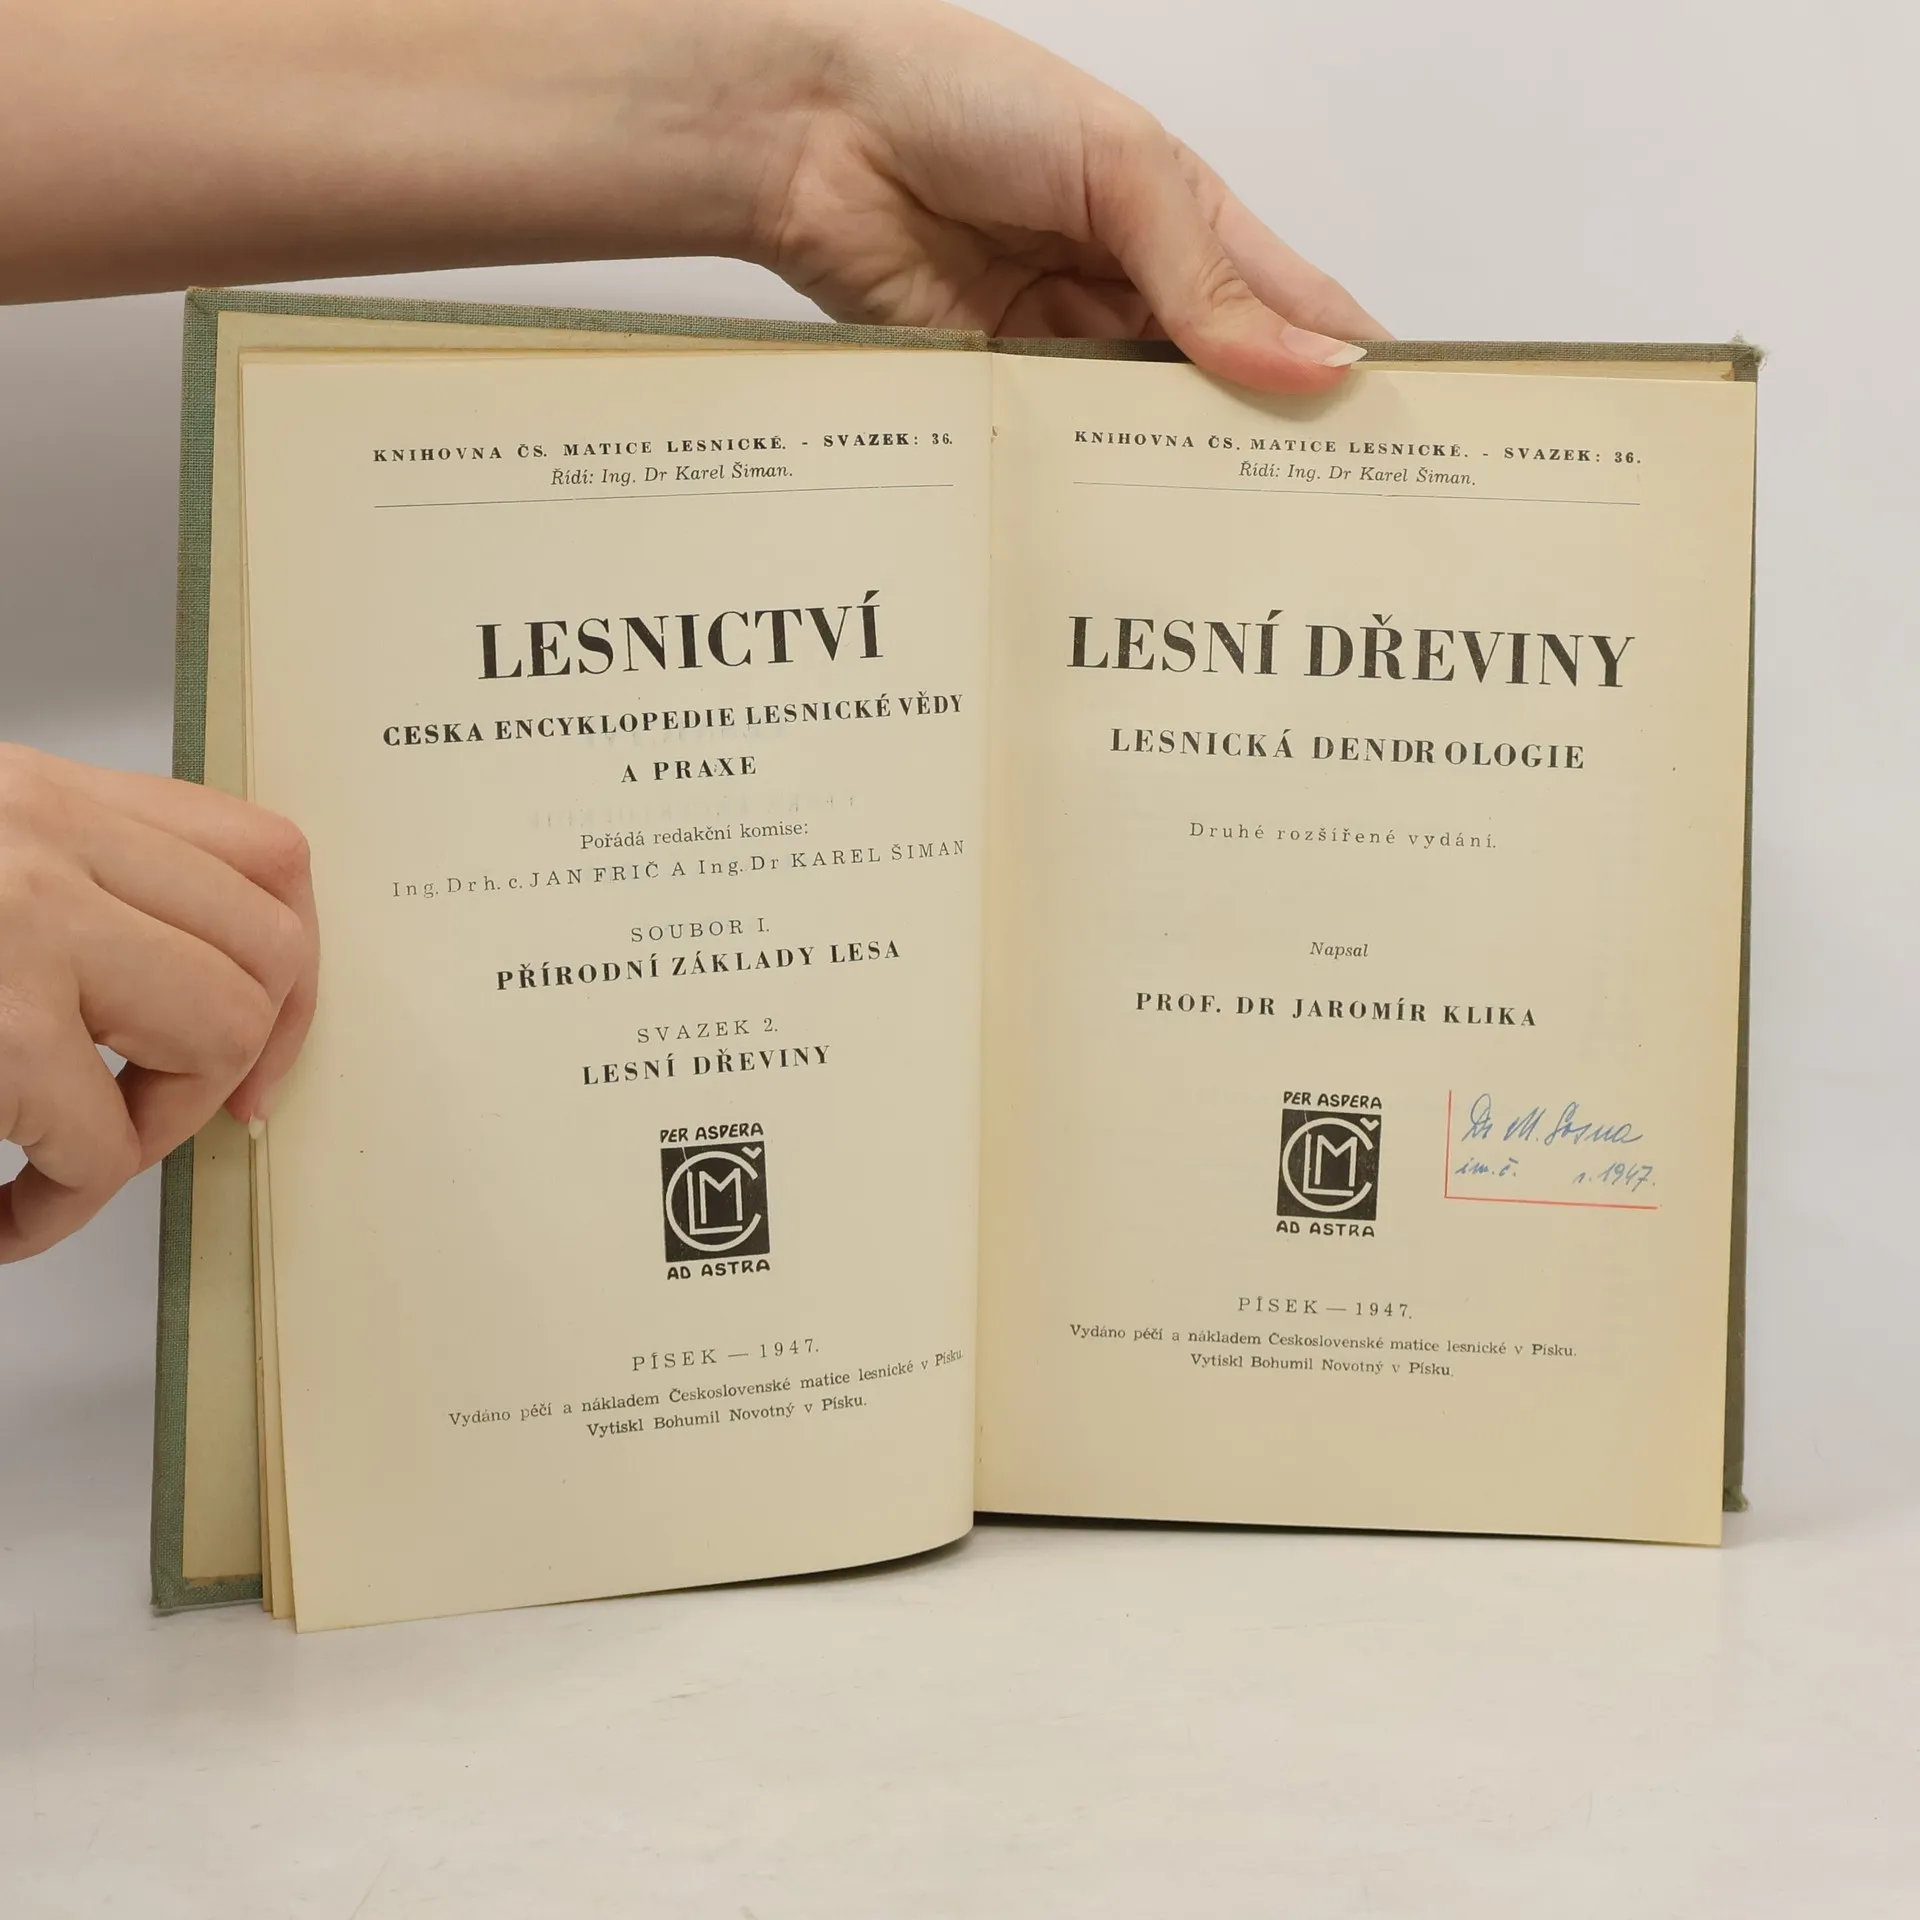 KNIHOVNA ČS. MATICE LESNICKÉ. - SVAZEK: 36.
Řídí: Ing. Dr Karel Šiman.
LESNICTVÍ
CESKA ENCYKLOPEDIE LESNICKÉ VĚDY
A PRAXE
Pořádá redakční komise:
Ing. Dr h. c. JAN FRIČ A Ing. Dr KAREL ŠIMAN
SOUBOR I.
PŘÍRODNÍ ZÁKLADY LESA
SVAZEK 2.
LESNÍ DŘEVINY
PER ASPERA
ČLM
AD ASTRA
PÍSEK — 1947.
Vydáno péčí a nákladem Československé matice lesnické v Písku.
Vytiskl Bohumil Novotný v Písku.
KNIHOVNA ČS. MATICE LESNICKÉ. - SVAZEK: 36.
Řídí: Ing. Dr Karel Šiman.
LESNÍ DŘEVINY
LESNICKÁ DENDROLOGIE
Druhé rozšířené vydání.
Napsal
PROF. DR JAROMÍR KLIKA
PER ASPERA
ČLM
AD ASTRA
Dr M. Sosna
im. č. r. 1947.
PÍSEK — 1947.
Vydáno péčí a nákladem Československé matice lesnické v Písku.
Vytiskl Bohumil Novotný v Písku.